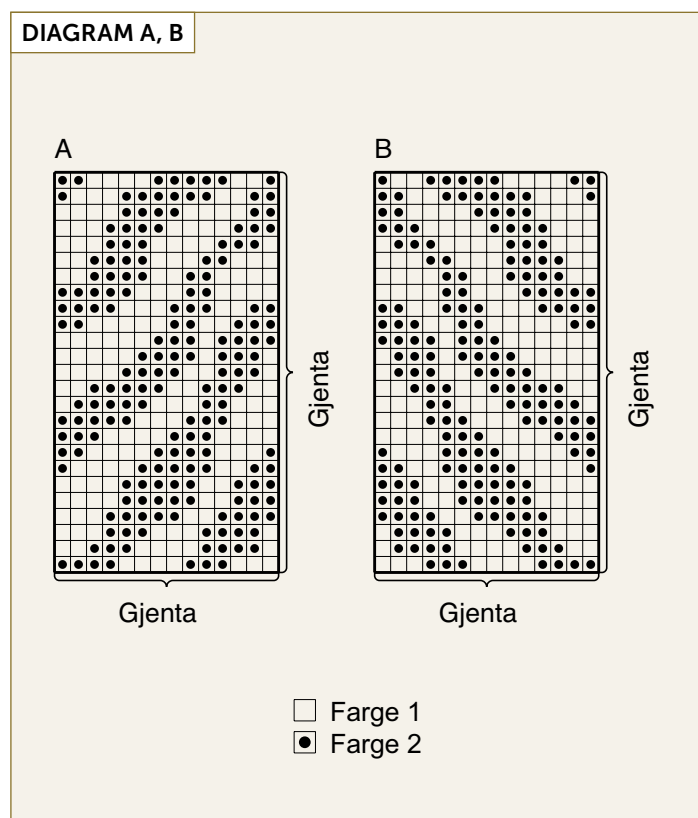 DIAGRAM A, B
A
B
Gjenta
Gjenta
Gjenta
Gjenta
Farge 1
Farge 2